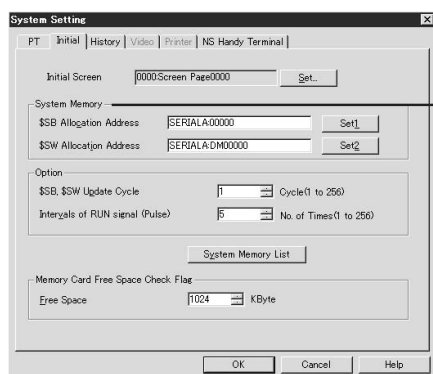 System Setting
PT Initial History Video Printer NS Handy Terminal
Initial Screen 0000:Screen Page0000 Set..
System Memory
$SB Allocation Address SERIALA:00000 Set1
$SW Allocation Address SERIALA:DM00000 Set2
Option
$SB, $SW Update Cycle 1 Cycle(1 to 256)
Intervals of RUN signal (Pulse) 5 No. of Times(1 to 256)
System Memory List
Memory Card Free Space Check Flag
Free Space 1024 KByte
OK Cancel Help